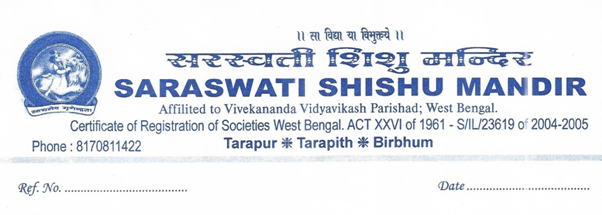 ।। सा विद्या या विमुक्तये ।।
सरस्वती शिशु मन्दिर
SARASWATI SHISHU MANDIR
Affilited to Vivekananda Vidyavikash Parishad; West Bengal.
Certificate of Registration of Societies West Bengal. ACT XXVI of 1961 - S/IL/23619 of 2004-2005
Phone : 8170811422
Tarapur ❋ Tarapith ❋ Birbhum
Ref. No. ..............................
Date ..............................